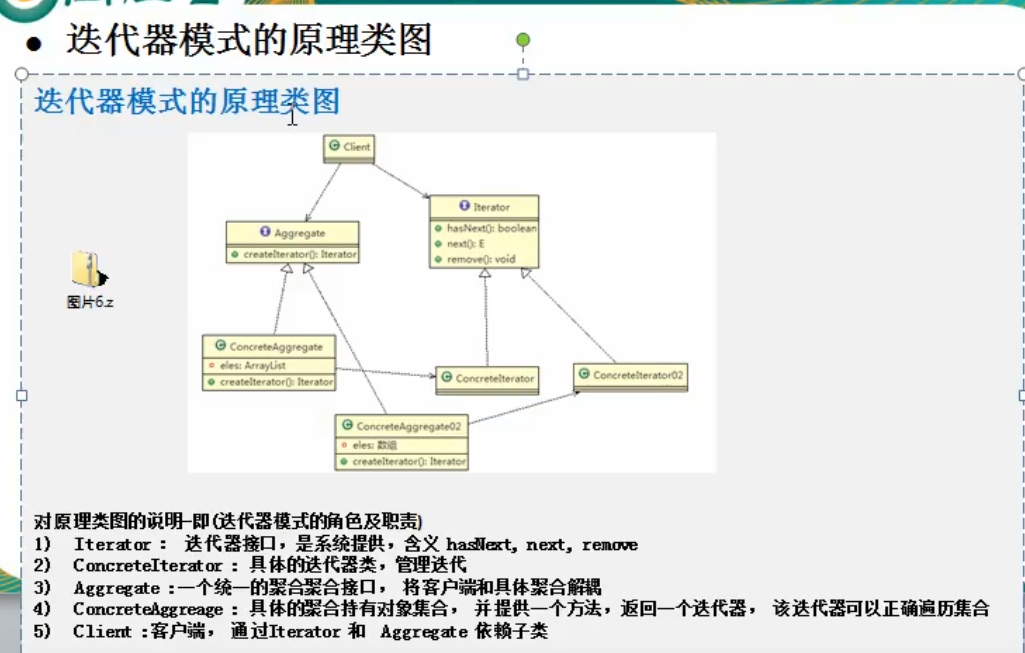 ● 迭代器模式的原理类图
迭代器模式的原理类图
Client
Iterator
hasNext(): boolean
next(): E
remove(): void
Aggregate
createIterator(): Iterator
图片6.z
ConcreteAggregate
eles: ArrayList
createIterator(): Iterator
ConcreteIterator
ConcreteIterator02
ConcreteAggregate02
eles: 数组
createIterator(): Iterator
对原理类图的说明-即(迭代器模式的角色及职责)
1) Iterator : 迭代器接口，是系统提供，含义 hasNext, next, remove
2) ConcreteIterator : 具体的迭代器类，管理迭代
3) Aggregate :一个统一的聚合聚合接口， 将客户端和具体聚合解耦
4) ConcreteAggreage : 具体的聚合持有对象集合， 并提供一个方法，返回一个迭代器， 该迭代器可以正确遍历集合
5) Client :客户端， 通过Iterator 和 Aggregate 依赖子类